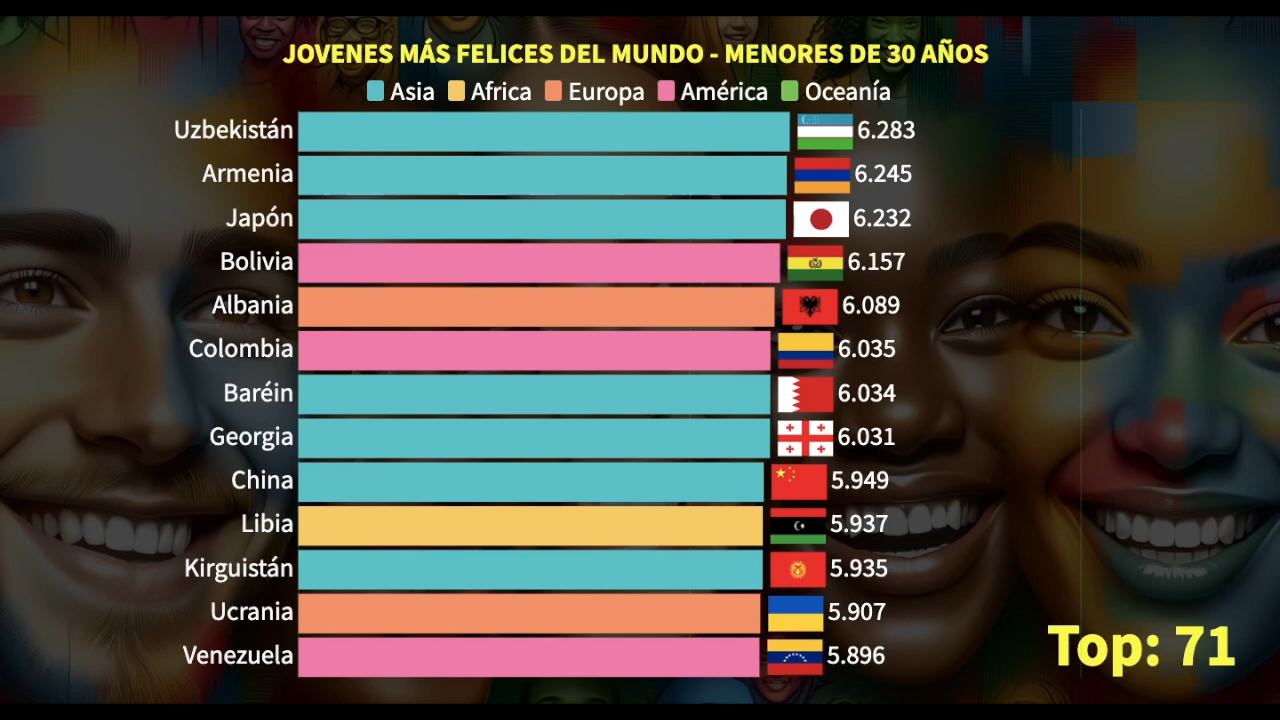 JOVENES MÁS FELICES DEL MUNDO - MENORES DE 30 AÑOS
Asia Africa Europa América Oceanía
Uzbekistán 6.283
Armenia 6.245
Japón 6.232
Bolivia 6.157
Albania 6.089
Colombia 6.035
Baréin 6.034
Georgia 6.031
China 5.949
Libia 5.937
Kirguistán 5.935
Ucrania 5.907
Venezuela 5.896
Top: 71